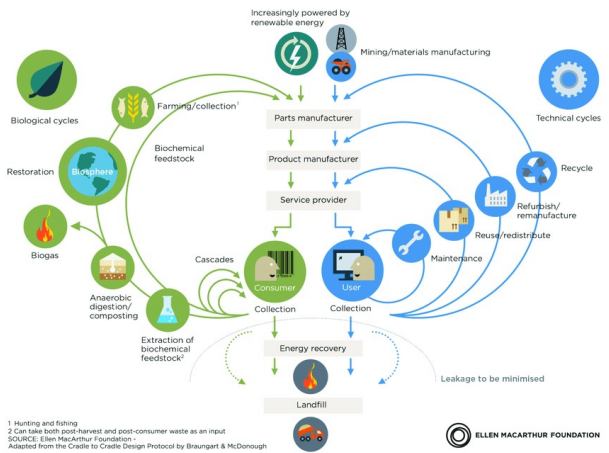 Increasingly powered by
renewable energy
Mining/materials manufacturing
Biological cycles
Farming/collection1
Parts manufacturer
Technical cycles
Biochemical
feedstock
Product manufacturer
Restoration
Biosphere
Recycle
Service provider
Refurbish/
remanufacture
Reuse/redistribute
Biogas
Cascades
Maintenance
Consumer
User
Anaerobic
digestion/
composting
Collection
Collection
Extraction of
biochemical
feedstock2
Energy recovery
Leakage to be minimised
Landfill
1 Hunting and fishing
2 Can take both post-harvest and post-consumer waste as an input
SOURCE: Ellen MacArthur Foundation -
Adapted from the Cradle to Cradle Design Protocol by Braungart & McDonough
ELLEN MACARTHUR FOUNDATION